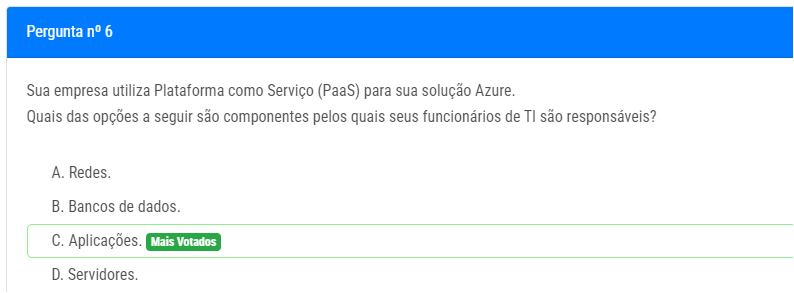 Pergunta nº 6
Sua empresa utiliza Plataforma como Serviço (PaaS) para sua solução Azure.
Quais das opções a seguir são componentes pelos quais seus funcionários de TI são responsáveis?
A. Redes.
B. Bancos de dados.
C. Aplicações. Mais Votados
D. Servidores.